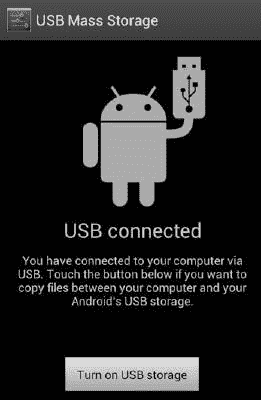 USB Mass Storage
USB connected
You have connected to your computer via
USB. Touch the button below if you want to
copy files between your computer and your
Android's USB storage.
Turn on USB storage